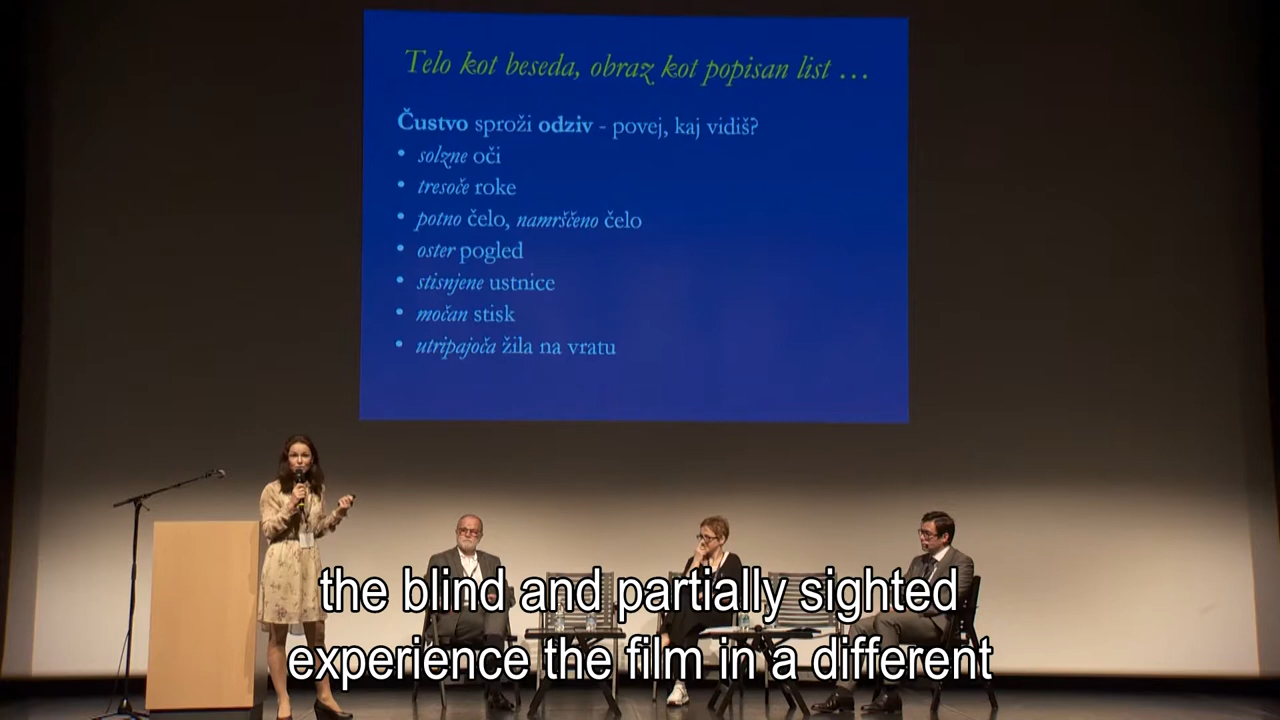 Telo kot beseda, obraz kot popisan list …
Čustvo sproži odziv - povej, kaj vidiš?
• solzne oči
• tresoče roke
• potno čelo, namrščeno čelo
• oster pogled
• stisnjene ustnice
• močan stisk
• utripajoča žila na vratu
the blind and partially sighted
experience the film in a different